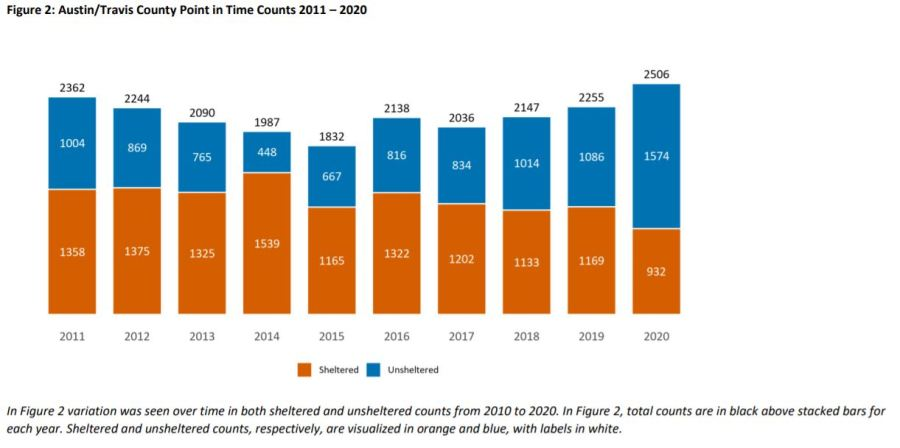 Figure 2: Austin/Travis County Point in Time Counts 2011 – 2020
2362 2244 2090 1987 1832 2138 2036 2147 2255 2506
1004 869 765 448 667 816 834 1014 1086 1574
1358 1375 1325 1539 1165 1322 1202 1133 1169 932
2011 2012 2013 2014 2015 2016 2017 2018 2019 2020
Sheltered Unsheltered
In Figure 2 variation was seen over time in both sheltered and unsheltered counts from 2010 to 2020. In Figure 2, total counts are in black above stacked bars for
each year. Sheltered and unsheltered counts, respectively, are visualized in orange and blue, with labels in white.